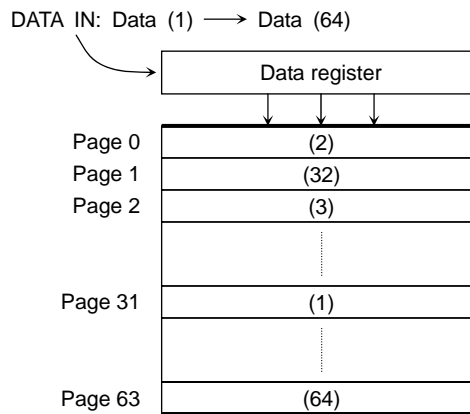 DATA IN: Data (1) Data (64)
Data register
Page 0 (2)
Page 1 (32)
Page 2 (3)
Page 31 (1)
Page 63 (64)